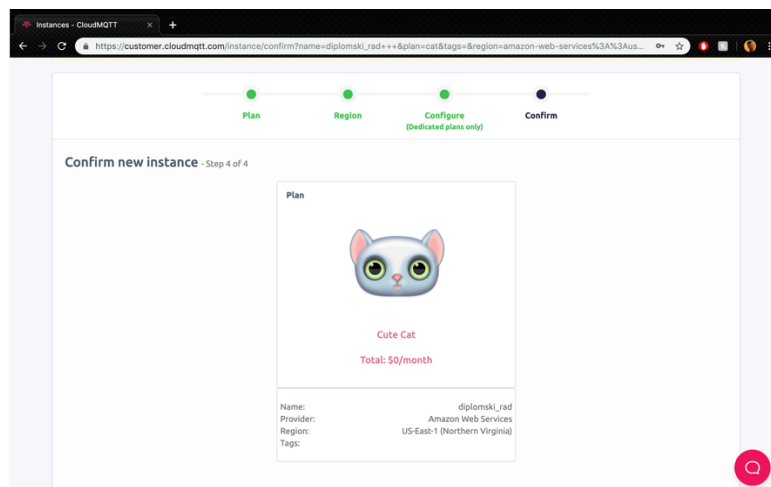 Instances - CloudMQTT
https://customer.cloudmqtt.com/instance/confirm?name=diplomski_rad+++&plan=cat&tags=&region=amazon-web-services%3A%3Aus...
Plan
Region
Configure
(Dedicated plans only)
Confirm
Confirm new instance - Step 4 of 4
Plan
Cute Cat
Total: $0/month
Name: diplomski_rad
Provider: Amazon Web Services
Region: US-East-1 (Northern Virginia)
Tags: